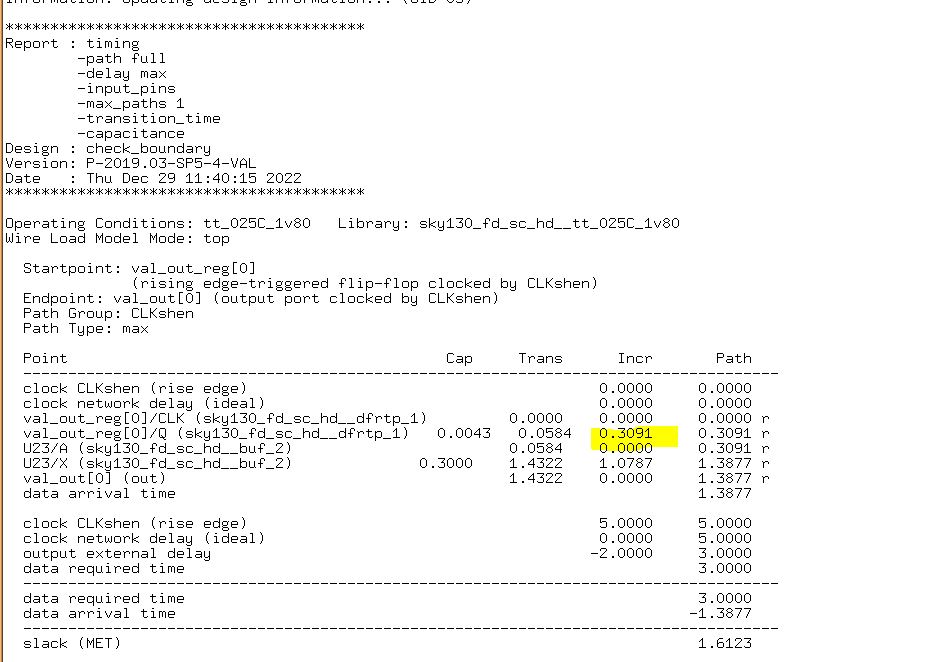 Information: Updating design information... (UID-85)
****************************************
Report : timing
        -path full
        -delay max
        -input_pins
        -max_paths 1
        -transition_time
        -capacitance
Design : check_boundary
Version: P-2019.03-SP5-4-VAL
Date   : Thu Dec 29 11:40:15 2022
****************************************
Operating Conditions: tt_025C_1v80   Library: sky130_fd_sc_hd__tt_025C_1v80
Wire Load Model Mode: top
  Startpoint: val_out_reg[0]
              (rising edge-triggered flip-flop clocked by CLKshen)
  Endpoint: val_out[0] (output port clocked by CLKshen)
  Path Group: CLKshen
  Path Type: max
  Point                                          Cap     Trans      Incr       Path
------------------------------------------------------------------------------------
  clock CLKshen (rise edge)                                       0.0000     0.0000
  clock network delay (ideal)                                     0.0000     0.0000
  val_out_reg[0]/CLK (sky130_fd_sc_hd__dfrtp_1)         0.0000    0.0000     0.0000 r
  val_out_reg[0]/Q (sky130_fd_sc_hd__dfrtp_1)   0.0043   0.0584   0.3091     0.3091 r
  U23/A (sky130_fd_sc_hd__buf_2)                        0.0584    0.0000     0.3091 r
  U23/X (sky130_fd_sc_hd__buf_2)              0.3000    1.4322    1.0787     1.3877 r
  val_out[0] (out)                                      1.4322    0.0000     1.3877 r
  data arrival time                                                          1.3877
  clock CLKshen (rise edge)                                       5.0000     5.0000
  clock network delay (ideal)                                     0.0000     5.0000
  output external delay                                          -2.0000     3.0000
  data required time                                                         3.0000
------------------------------------------------------------------------------------
  data required time                                                         3.0000
  data arrival time                                                         -1.3877
------------------------------------------------------------------------------------
  slack (MET)                                                                1.6123